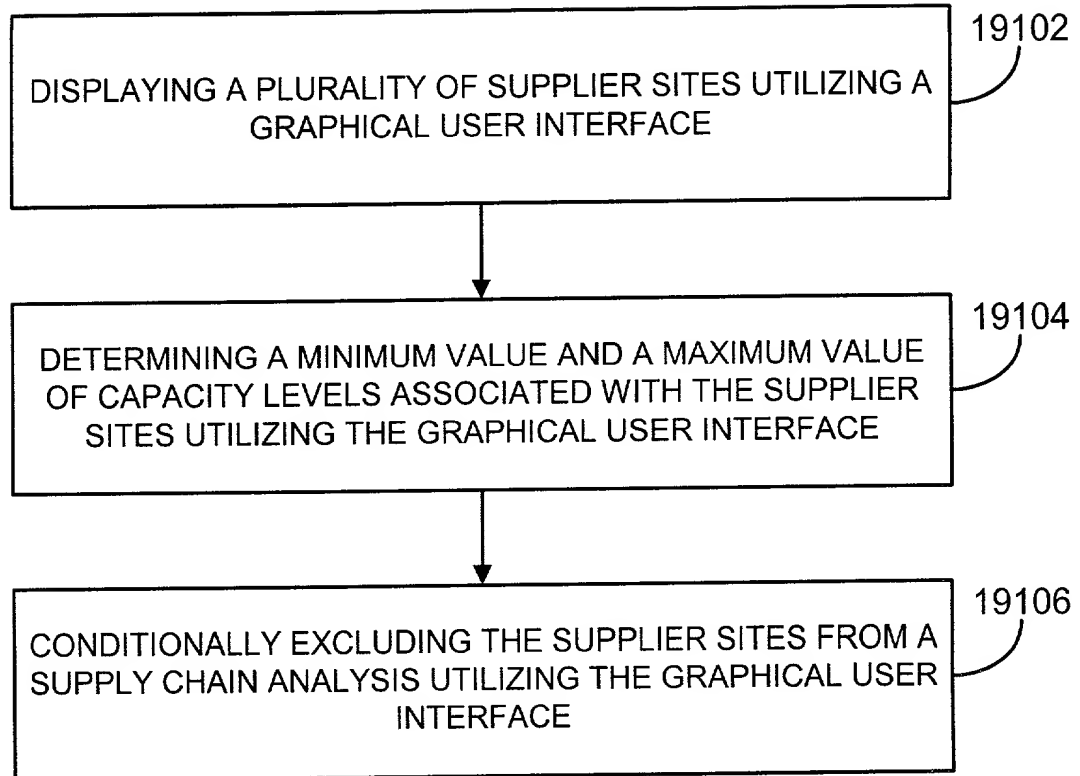 19102
DISPLAYING A PLURALITY OF SUPPLIER SITES UTILIZING A
GRAPHICAL USER INTERFACE
19104
DETERMINING A MINIMUM VALUE AND A MAXIMUM VALUE
OF CAPACITY LEVELS ASSOCIATED WITH THE SUPPLIER
SITES UTILIZING THE GRAPHICAL USER INTERFACE
19106
CONDITIONALLY EXCLUDING THE SUPPLIER SITES FROM A
SUPPLY CHAIN ANALYSIS UTILIZING THE GRAPHICAL USER
INTERFACE